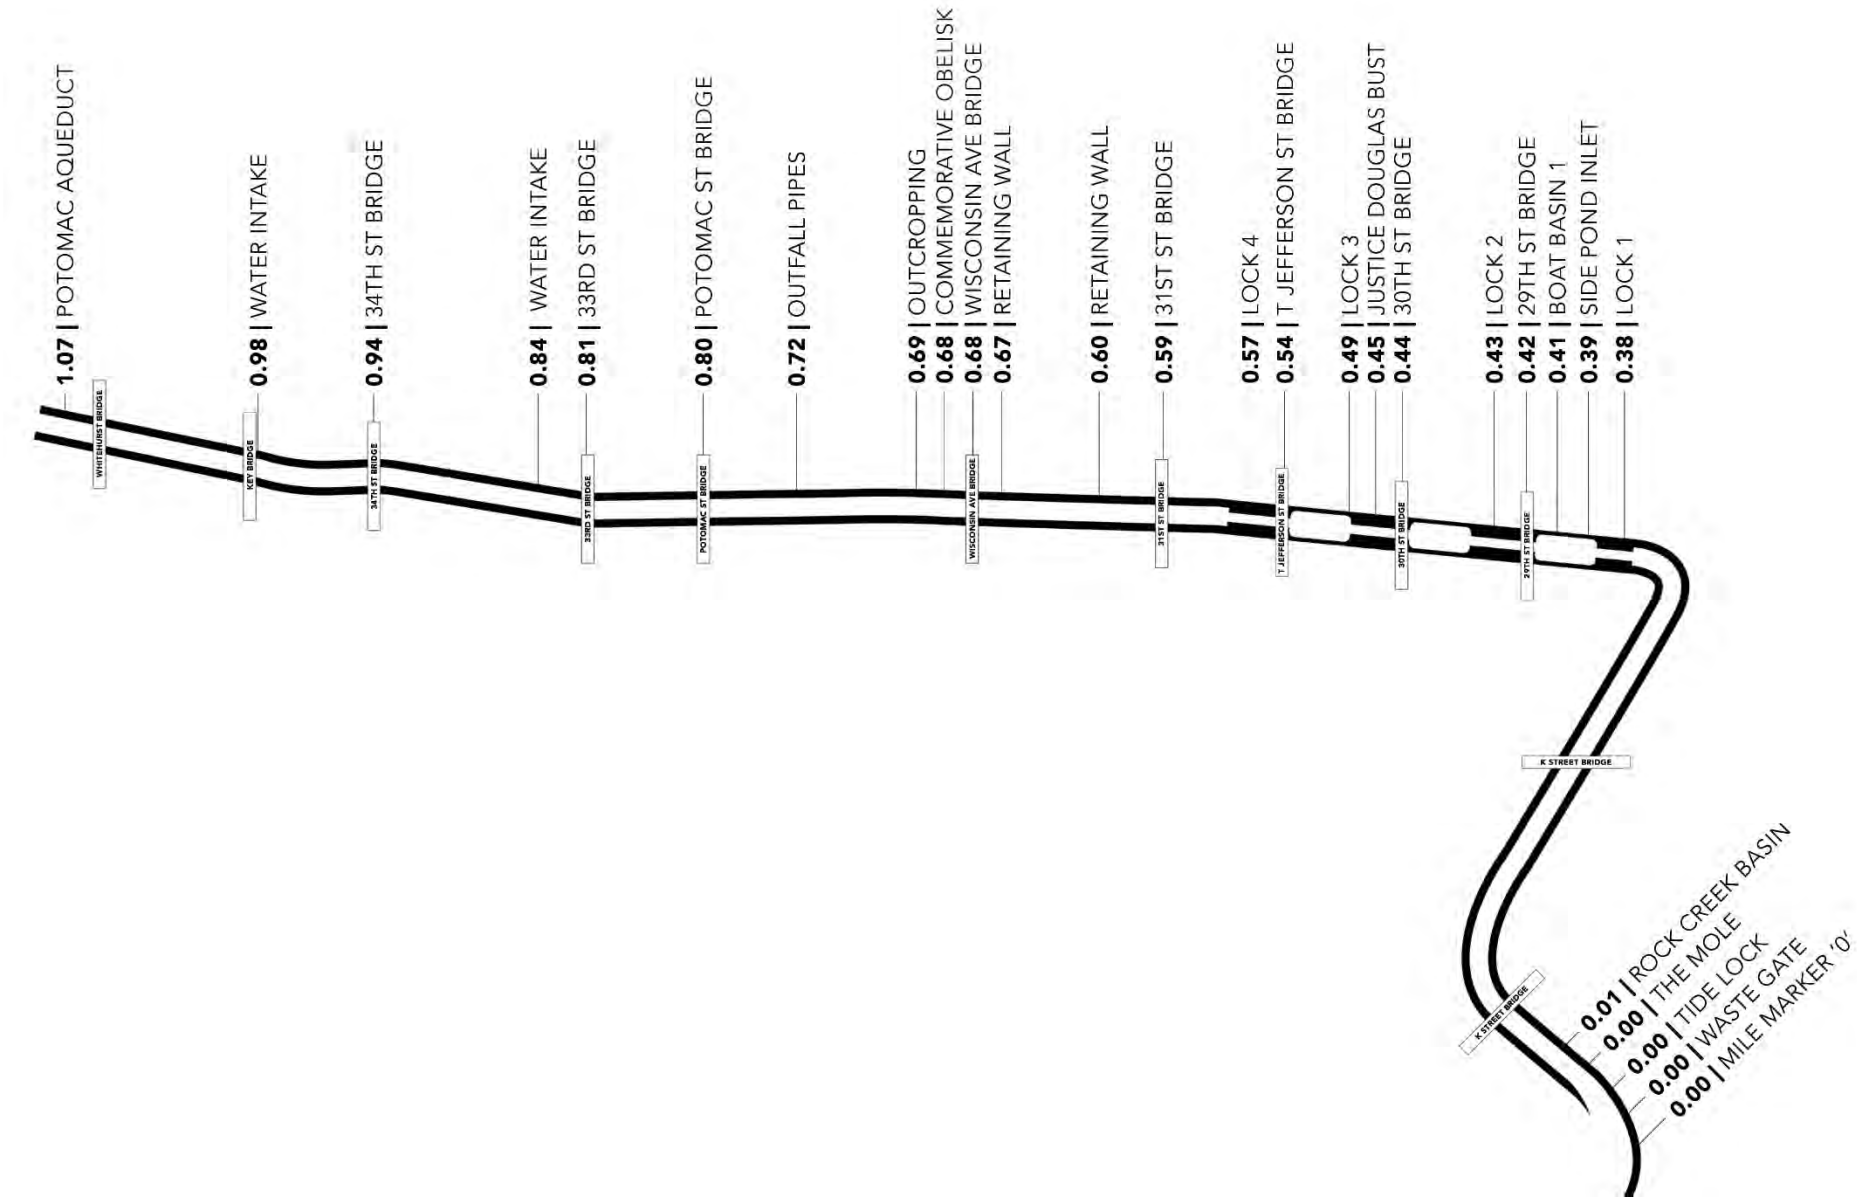 1.07 | POTOMAC AQUEDUCT
0.98 | WATER INTAKE
0.94 | 34TH ST BRIDGE
0.84 | WATER INTAKE
0.81 | 33RD ST BRIDGE
0.80 | POTOMAC ST BRIDGE
0.72 | OUTFALL PIPES
0.69 | OUTCROPPING
0.68 | COMMEMORATIVE OBELISK
0.68 | WISCONSIN AVE BRIDGE
0.67 | RETAINING WALL
0.60 | RETAINING WALL
0.59 | 31ST ST BRIDGE
0.57 | LOCK 4
0.54 | T JEFFERSON ST BRIDGE
0.49 | LOCK 3
0.45 | JUSTICE DOUGLAS BUST
0.44 | 30TH ST BRIDGE
0.43 | LOCK 2
0.42 | 29TH ST BRIDGE
0.41 | BOAT BASIN 1
0.39 | SIDE POND INLET
0.38 | LOCK 1
WHITEHURST BRIDGE
KEY BRIDGE
34TH ST BRIDGE
33RD ST BRIDGE
POTOMAC ST BRIDGE
WISCONSIN AVE BRIDGE
31ST ST BRIDGE
T JEFFERSON ST BRIDGE
30TH ST BRIDGE
29TH ST BRIDGE
K STREET BRIDGE
K STREET BRIDGE
0.01 | ROCK CREEK BASIN
0.00 | THE MOLE
0.00 | TIDE LOCK
0.00 | WASTE GATE
0.00 | MILE MARKER '0'